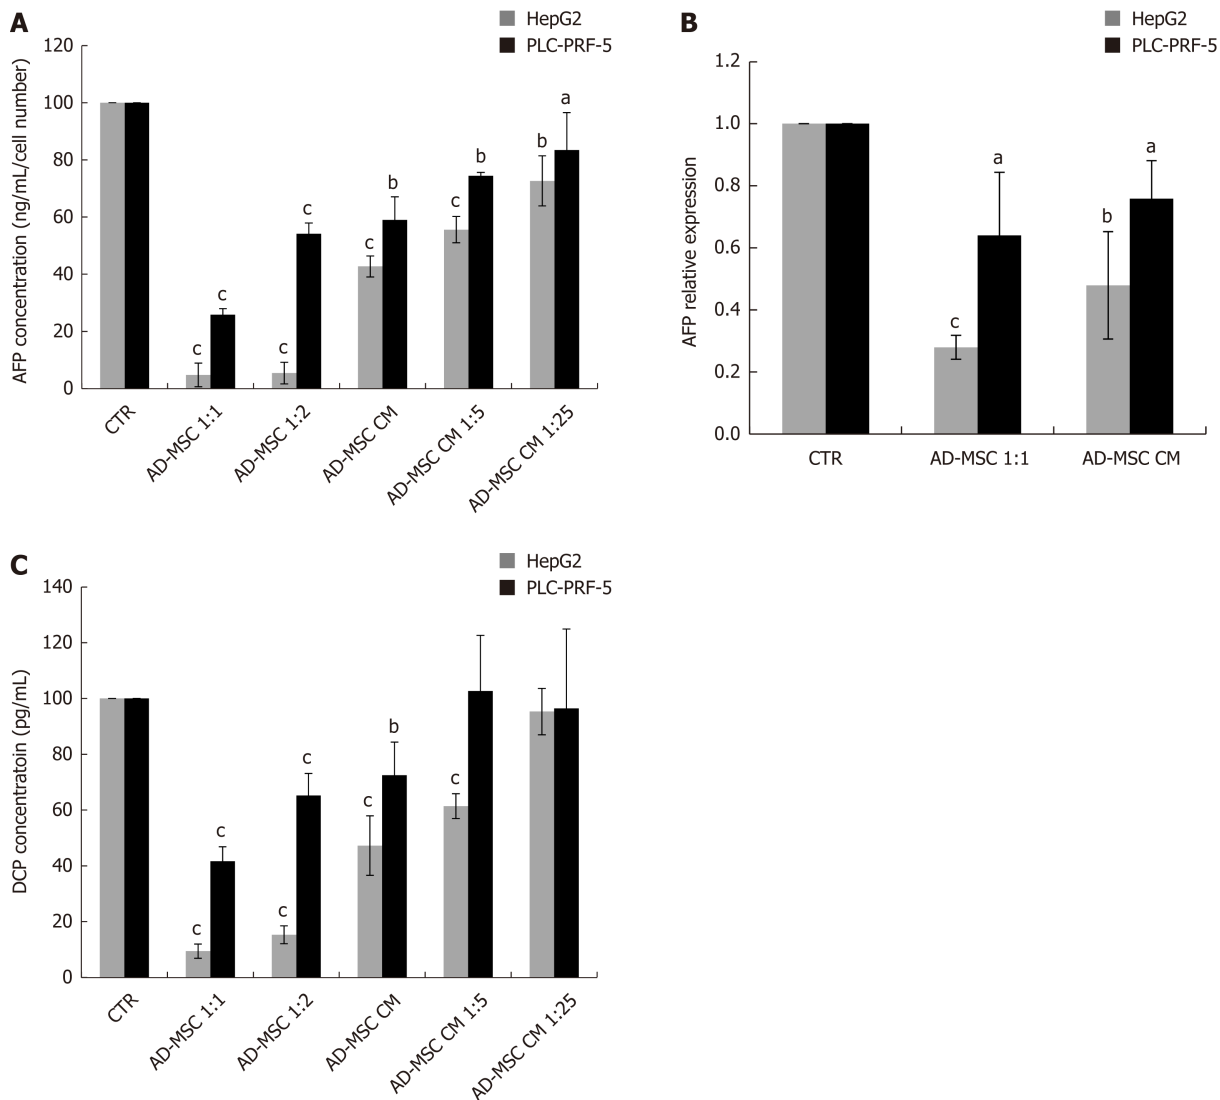 A
HepG2
PLC-PRF-5
AFP concentration (ng/mL/cell number)
120
100
80
60
40
20
0
c
c
c
c
c
b
c
b
b
a
CTR
AD-MSC 1:1
AD-MSC 1:2
AD-MSC CM
AD-MSC CM 1:5
AD-MSC CM 1:25
B
HepG2
PLC-PRF-5
AFP relative expression
1.2
1.0
0.8
0.6
0.4
0.2
0.0
c
a
b
a
CTR
AD-MSC 1:1
AD-MSC CM
C
HepG2
PLC-PRF-5
DCP concentratoin (pg/mL)
140
120
100
80
60
40
20
0
c
c
c
c
c
b
c
CTR
AD-MSC 1:1
AD-MSC 1:2
AD-MSC CM
AD-MSC CM 1:5
AD-MSC CM 1:25